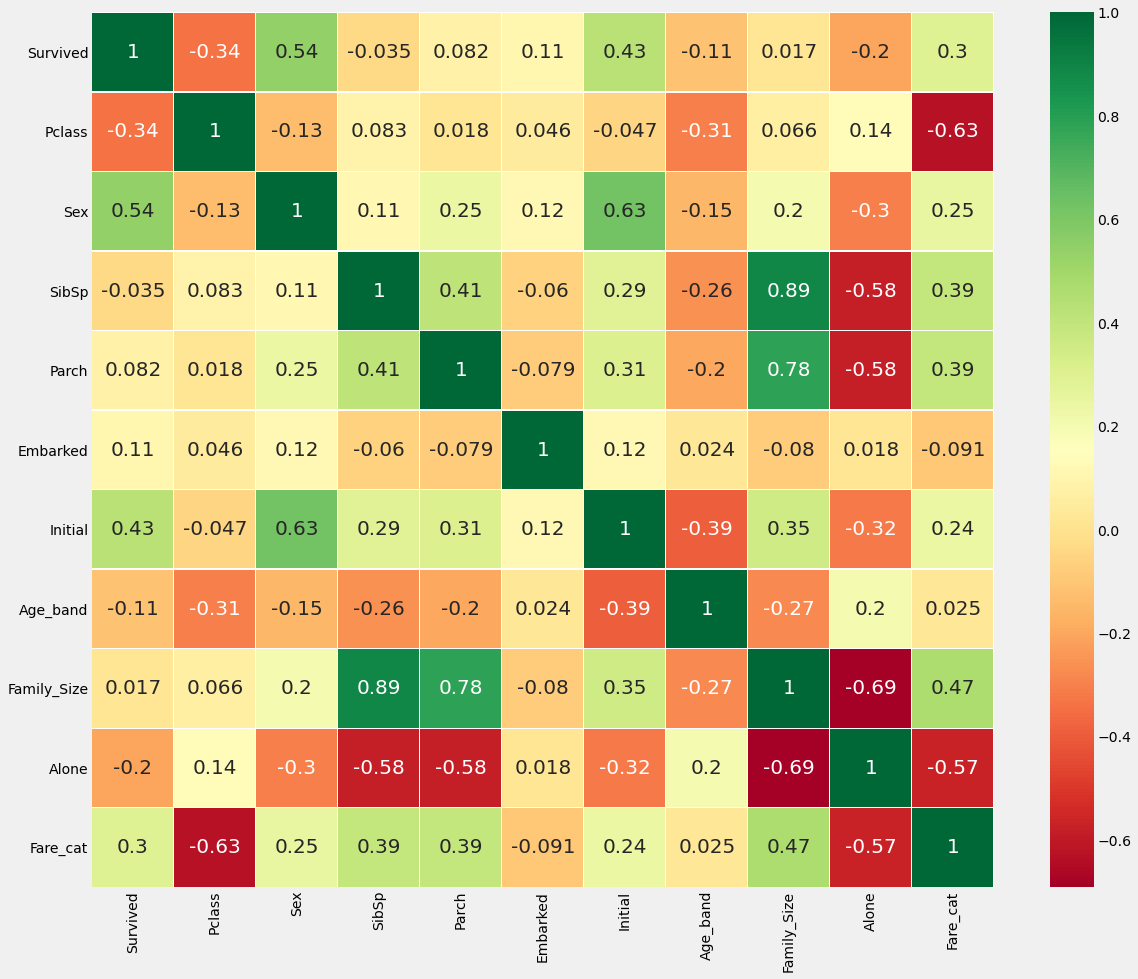 Survived 1 -0.34 0.54 -0.035 0.082 0.11 0.43 -0.11 0.017 -0.2 0.3
Pclass -0.34 1 -0.13 0.083 0.018 0.046 -0.047 -0.31 0.066 0.14 -0.63
Sex 0.54 -0.13 1 0.11 0.25 0.12 0.63 -0.15 0.2 -0.3 0.25
SibSp -0.035 0.083 0.11 1 0.41 -0.06 0.29 -0.26 0.89 -0.58 0.39
Parch 0.082 0.018 0.25 0.41 1 -0.079 0.31 -0.2 0.78 -0.58 0.39
Embarked 0.11 0.046 0.12 -0.06 -0.079 1 0.12 0.024 -0.08 0.018 -0.091
Initial 0.43 -0.047 0.63 0.29 0.31 0.12 1 -0.39 0.35 -0.32 0.24
Age_band -0.11 -0.31 -0.15 -0.26 -0.2 0.024 -0.39 1 -0.27 0.2 0.025
Family_Size 0.017 0.066 0.2 0.89 0.78 -0.08 0.35 -0.27 1 -0.69 0.47
Alone -0.2 0.14 -0.3 -0.58 -0.58 0.018 -0.32 0.2 -0.69 1 -0.57
Fare_cat 0.3 -0.63 0.25 0.39 0.39 -0.091 0.24 0.025 0.47 -0.57 1
Survived Pclass Sex SibSp Parch Embarked Initial Age_band Family_Size Alone Fare_cat
1.0
0.8
0.6
0.4
0.2
0.0
−0.2
−0.4
−0.6